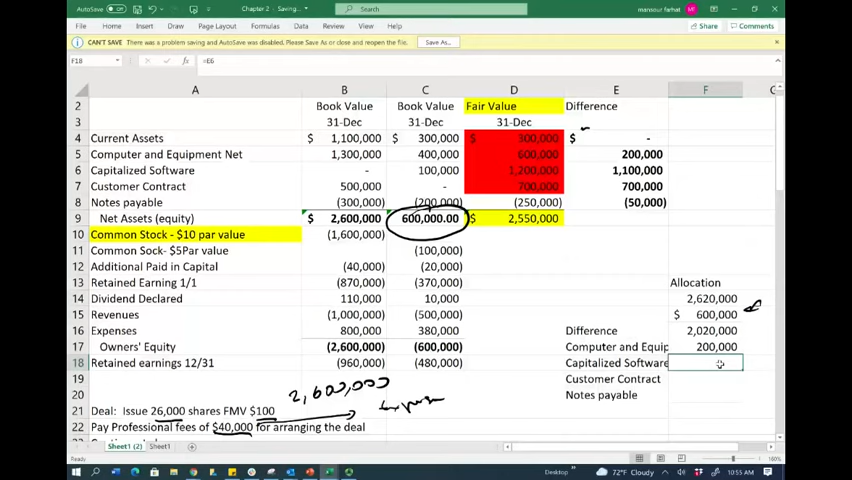 AutoSave Off Chapter 2 - Saving... Search mansour farhat MF
File Home Insert Draw Page Layout Formulas Data Review View Help Share Comments
CAN'T SAVE There was a problem saving and AutoSave was disabled. Please Save As or close and reopen the file. Save As...
F18 fx =E6
A B C D E F
2 Book Value Book Value Fair Value Difference
3 31-Dec 31-Dec 31-Dec
4 Current Assets $ 1,100,000 $ 300,000 $ 300,000 $ -
5 Computer and Equipment Net 1,300,000 400,000 600,000 200,000
6 Capitalized Software - 100,000 1,200,000 1,100,000
7 Customer Contract 500,000 - 700,000 700,000
8 Notes payable (300,000) (200,000) (250,000) (50,000)
9 Net Assets (equity) $ 2,600,000 600,000.00 $ 2,550,000
10 Common Stock - $10 par value (1,600,000)
11 Common Sock- $5Par value (100,000)
12 Additional Paid in Capital (40,000) (20,000)
13 Retained Earning 1/1 (870,000) (370,000) Allocation
14 Dividend Declared 110,000 10,000 2,620,000
15 Revenues (1,000,000) (500,000) $ 600,000
16 Expenses 800,000 380,000 Difference 2,020,000
17 Owners' Equity (2,600,000) (600,000) Computer and Equip 200,000
18 Retained earnings 12/31 (960,000) (480,000) Capitalized Software
19 Customer Contract
20 2,600,000 Notes payable
21 Deal: Issue 26,000 shares FMV $100
22 Pay Professional fees of $40,000 for arranging the deal
Sheet1 (2) Sheet1
Desktop 72°F Cloudy 10:55 AM
160%